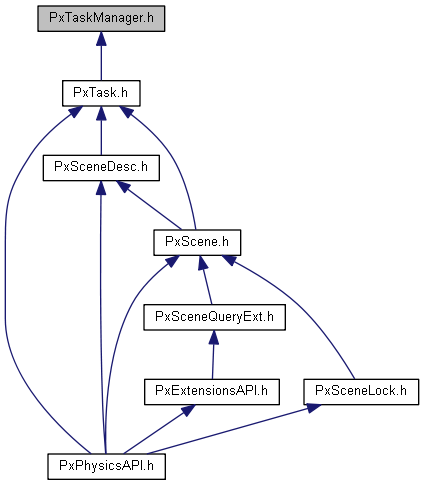 PxTaskManager.h
PxTask.h
PxSceneDesc.h
PxScene.h
PxSceneQueryExt.h
PxExtensionsAPI.h
PxSceneLock.h
PxPhysicsAPI.h